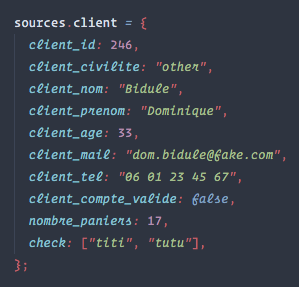 sources.client = {
client_id: 246,
client_civilite: "other",
client_nom: "Bidule",
client_prenom: "Dominique",
client_age: 33,
client_mail: "dom.bidule@fake.com",
client_tel: "06 01 23 45 67",
client_compte_valide: false,
nombre_paniers: 17,
check: ["titi", "tutu"],
};